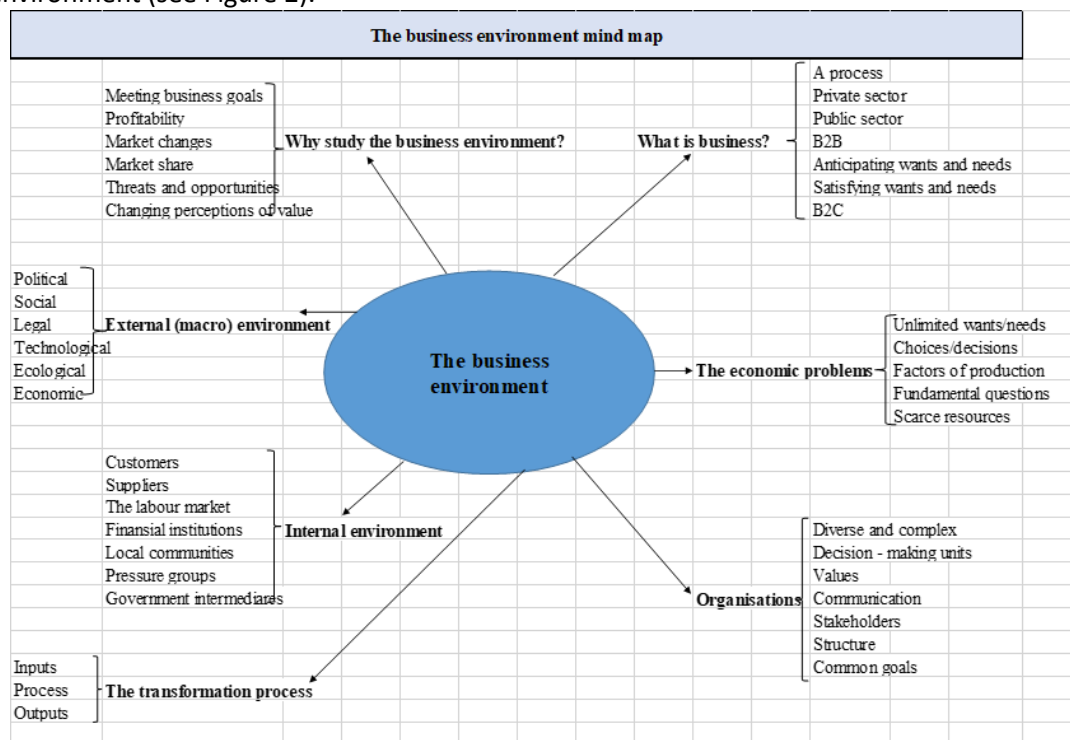 nvironment (see Figure 2).
The business environment mind map
Meeting business goals
Profitability
Market changes
Market share
Threats and opportunities
Changing perceptions of value
Why study the business environment?
What is business?
A process
Private sector
Public sector
B2B
Anticipating wants and needs
Satisfying wants and needs
B2C
Political
Social
Legal
Technological
Ecological
Economic
External (macro) environment
The business
environment
The economic problems
Unlimited wants/needs
Choices/decisions
Factors of production
Fundamental questions
Scarce resources
Customers
Suppliers
The labour market
Finansial institutions
Local communities
Pressure groups
Government intermediares
Internal environment
Organisations
Diverse and complex
Decision - making units
Values
Communication
Stakeholders
Structure
Common goals
Inputs
Process
Outputs
The transformation process